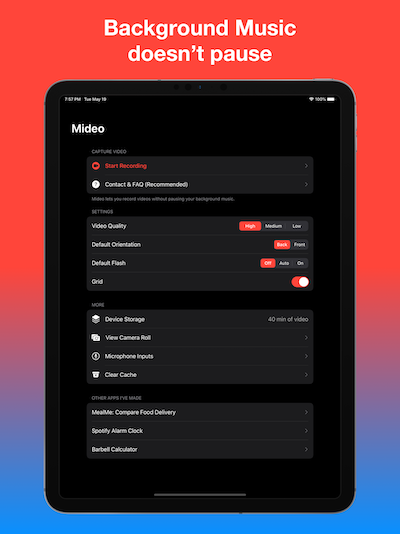 Background Music
doesn't pause
7:57 PM Tue May 19
100%
Mideo
CAPTURE VIDEO
Start Recording
Contact & FAQ (Recommended)
Mideo lets you record videos without pausing your background music.
SETTINGS
Video Quality High Medium Low
Default Orientation Back Front
Default Flash Off Auto On
Grid
MORE
Device Storage 40 min of video
View Camera Roll
Microphone Inputs
Clear Cache
OTHER APPS I'VE MADE
MealMe: Compare Food Delivery
Spotify Alarm Clock
Barbell Calculator